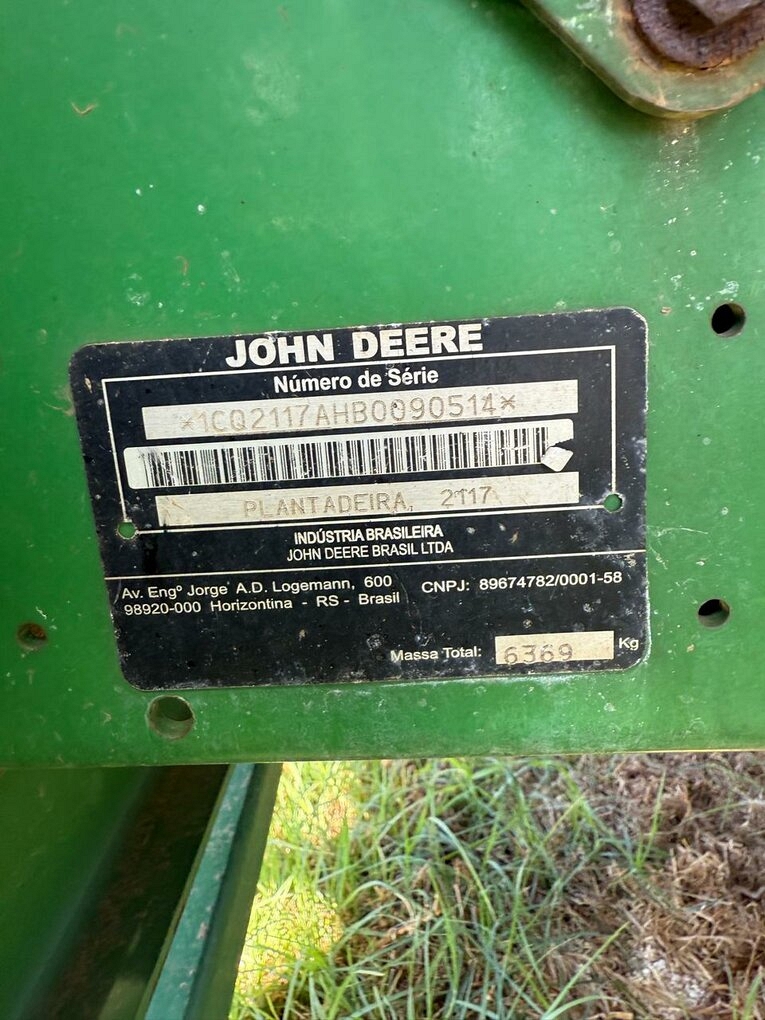 JOHN DEERE
Número de Série
*1CQ2117AHB0090514*
PLANTADEIRA 2117
INDÚSTRIA BRASILEIRA
JOHN DEERE BRASIL LTDA
Av. Engº Jorge A.D. Logemann, 600 CNPJ: 89674782/0001-58
98920-000 Horizontina - RS - Brasil
Massa Total: 6369 Kg